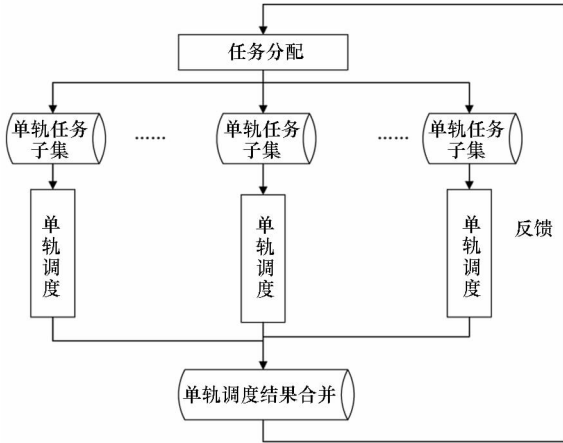 任务分配
单轨任务
子集
……
单轨任务
子集
……
单轨任务
子集
单轨调度
单轨调度
单轨调度
反馈
单轨调度结果合并